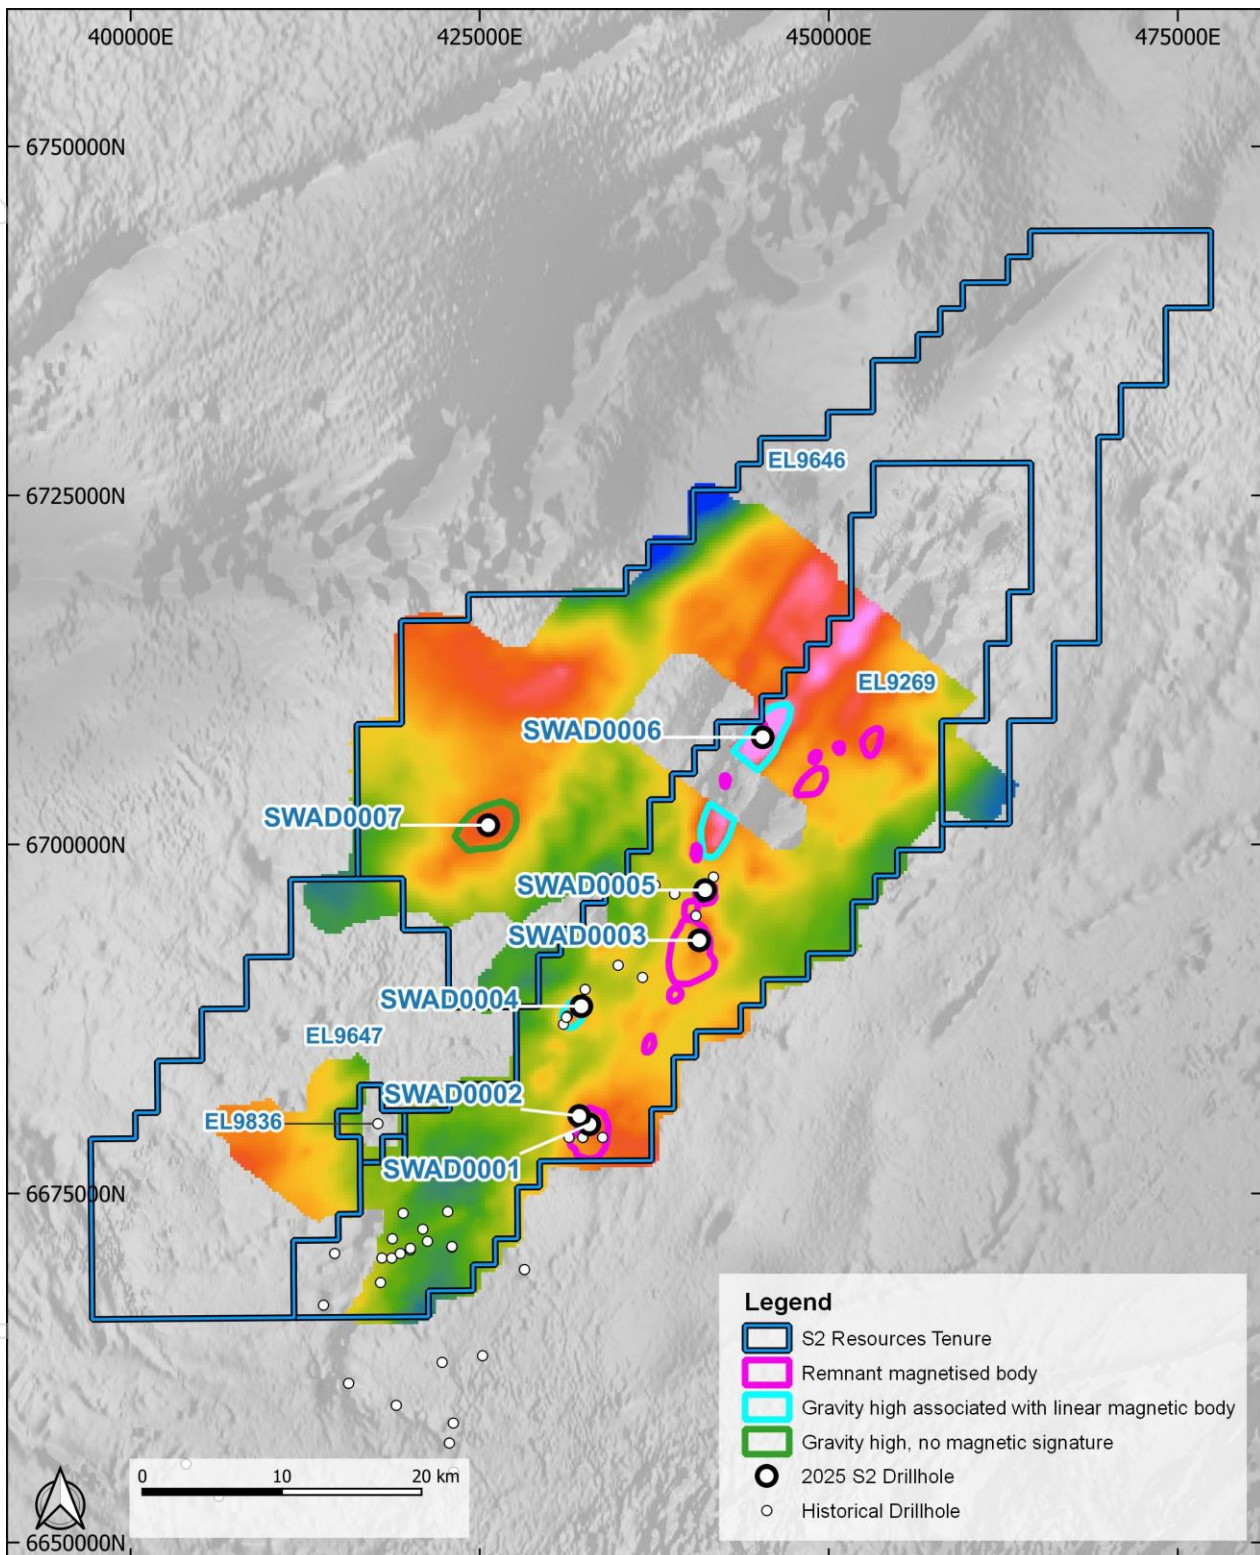 400000E
425000E
450000E
475000E
6750000N
EL9646
6725000N
EL9269
SWAD0006
SWAD0007
6700000N
SWAD0005
SWAD0003
SWAD0004
EL9647
SWAD0002
EL9836
SWAD0001
6675000N
Legend
S2 Resources Tenure
Remnant magnetised body
Gravity high associated with linear magnetic body
Gravity high, no magnetic signature
2025 S2 Drillhole
Historical Drillhole
0 10 20 km
6650000N